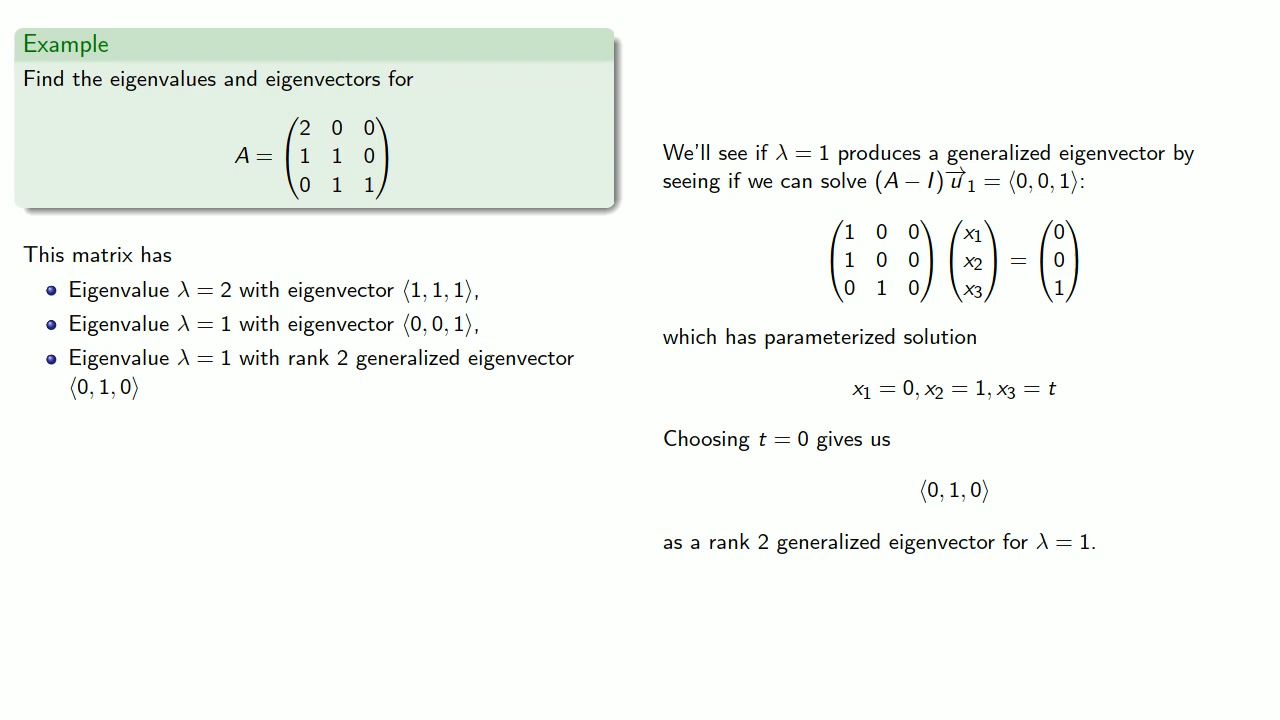 Example
Find the eigenvalues and eigenvectors for
A = (2 0 0
1 1 0
0 1 1)
This matrix has
Eigenvalue λ = 2 with eigenvector ⟨1, 1, 1⟩,
Eigenvalue λ = 1 with eigenvector ⟨0, 0, 1⟩,
Eigenvalue λ = 1 with rank 2 generalized eigenvector
⟨0, 1, 0⟩
We'll see if λ = 1 produces a generalized eigenvector by
seeing if we can solve (A − I)u⃗₁ = ⟨0, 0, 1⟩:
(1 0 0) (x₁) (0)
(1 0 0) (x₂) = (0)
(0 1 0) (x₃) (1)
which has parameterized solution
x₁ = 0, x₂ = 1, x₃ = t
Choosing t = 0 gives us
⟨0, 1, 0⟩
as a rank 2 generalized eigenvector for λ = 1.